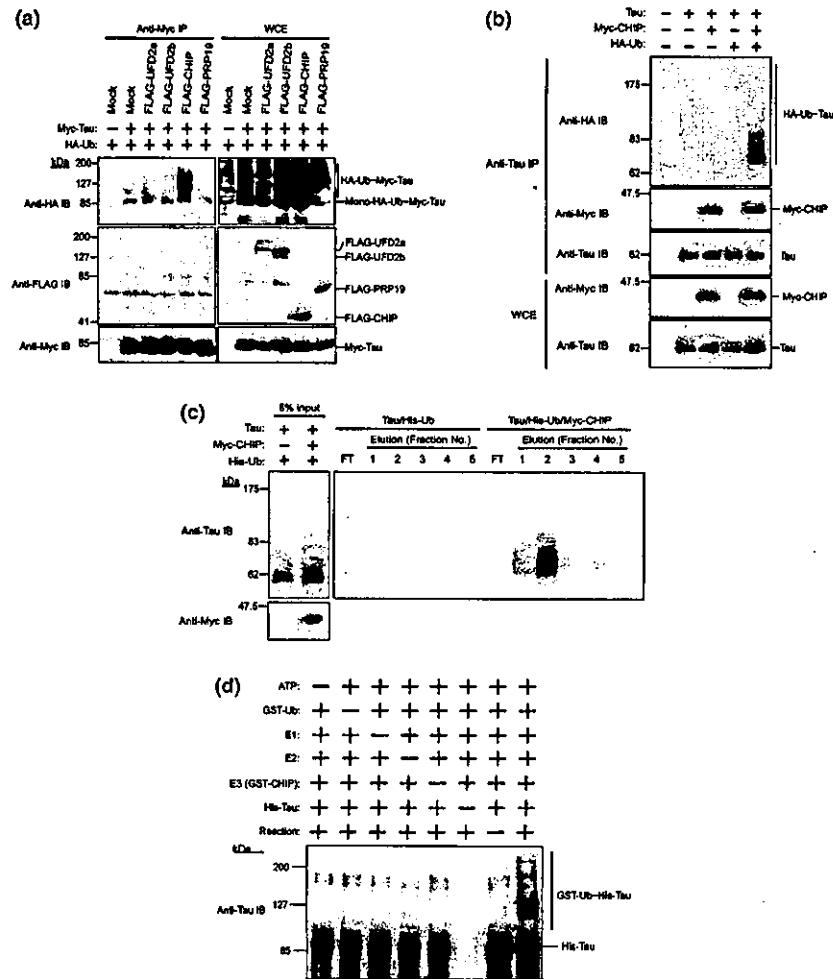 (a)
Anti-Myc IP
WCE
Mock
Mock
FLAG-UFD2a
FLAG-UFD2b
FLAG-CHIP
FLAG-PRP19
Mock
Mock
FLAG-UFD2a
FLAG-UFD2b
FLAG-CHIP
FLAG-PRP19
Myc-Tau: − + + + + + − + + + + +
HA-Ub: + + + + + + + + + + + +
kDa
200
127
85
Anti-HA IB
HA-Ub–Myc-Tau
Mono-HA-Ub–Myc-Tau
200
127
85
41
Anti-FLAG IB
FLAG-UFD2a
FLAG-UFD2b
FLAG-PRP19
FLAG-CHIP
85
Anti-Myc IB
Myc-Tau
(b)
Tau: − + + + +
Myc-CHIP: − − + − +
HA-Ub: − − − + +
175
83
62
Anti-HA IB
HA-Ub–Tau
Anti-Tau IP
47.5
Anti-Myc IB
Myc-CHIP
Anti-Tau IB
62
Tau
WCE
47.5
Anti-Myc IB
Myc-CHIP
Anti-Tau IB
62
Tau
(c)
5% input
Tau/His-Ub
Tau/His-Ub/Myc-CHIP
Tau: + +
Myc-CHIP: − +
His-Ub: + +
Elution (Fraction No.)
Elution (Fraction No.)
FT 1 2 3 4 5
FT 1 2 3 4 5
kDa
175
83
62
Anti-Tau IB
47.5
Anti-Myc IB
(d)
ATP: − + + + + + + +
GST-Ub: + − + + + + + +
E1: + + − + + + + +
E2: + + + − + + + +
E3 (GST-CHIP): + + + + − + + +
His-Tau: + + + + + − + +
Reaction: + + + + + + − +
kDa
200
127
85
Anti-Tau IB
GST-Ub–His-Tau
His-Tau